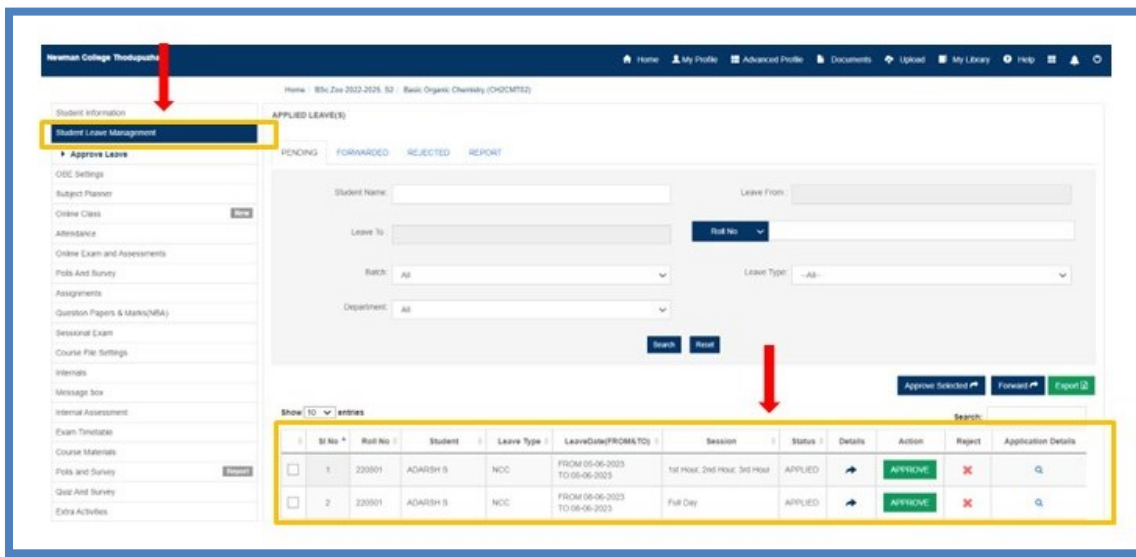 Newman College Thodupuzha
Home My Profile Advanced Profile Documents Upload My Library Help
Home / BSc Zoo 2022-2025, S2 / Basic Organic Chemistry (CH2CMT02)
Student Information
Student Leave Management
Approve Leave
OBE Settings
Subject Planner
Online Class New
Attendance
Online Exam and Assessments
Polls And Survey
Assignments
Question Papers & Marks(NBA)
Sessional Exam
Course File Settings
Internals
Message box
Internal Assessment
Exam Timetable
Course Materials
Polls and Survey Report
Quiz And Survey
Extra Activities
APPLIED LEAVE(S)
PENDING FORWARDED REJECTED REPORT
Student Name: Leave From :
Leave To : Roll No
Batch: All Leave Type: --All--
Department: All
Search Reset
Approve Selected Forward Export
Show 10 entries Search:
Sl No Roll No Student Leave Type LeaveDate(FROM&TO) Session Status Details Action Reject Application Details
1 220501 ADARSH S NCC FROM 05-06-2023 1st Hour, 2nd Hour, 3rd Hour APPLIED APPROVE
TO:05-06-2023
2 220501 ADARSH S NCC FROM 06-06-2023 Full Day APPLIED APPROVE
TO:06-06-2023